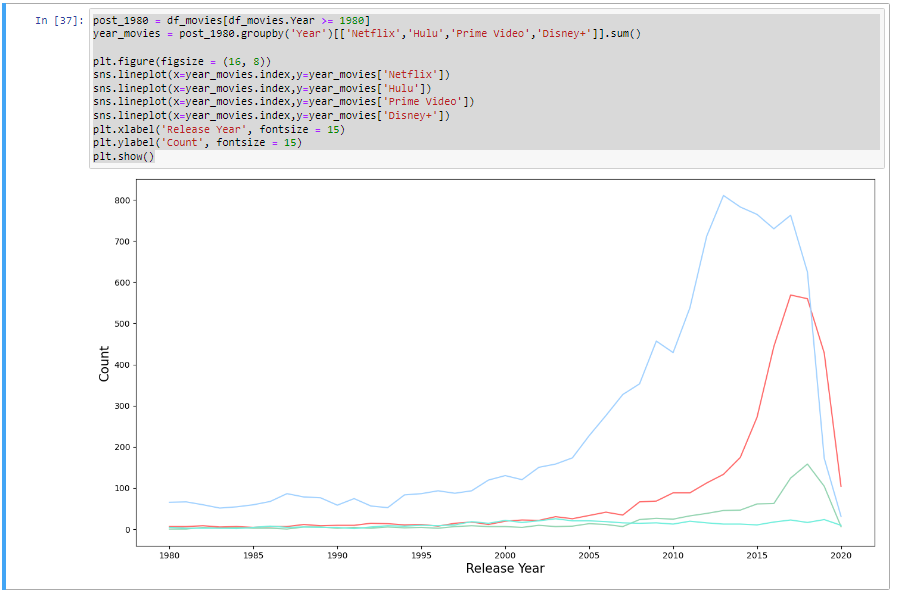 In [37]:
post_1980 = df_movies[df_movies.Year >= 1980]
year_movies = post_1980.groupby('Year')[['Netflix','Hulu','Prime Video','Disney+']].sum()
plt.figure(figsize = (16, 8))
sns.lineplot(x=year_movies.index,y=year_movies['Netflix'])
sns.lineplot(x=year_movies.index,y=year_movies['Hulu'])
sns.lineplot(x=year_movies.index,y=year_movies['Prime Video'])
sns.lineplot(x=year_movies.index,y=year_movies['Disney+'])
plt.xlabel('Release Year', fontsize = 15)
plt.ylabel('Count', fontsize = 15)
plt.show()
800
700
600
500
400
300
200
100
0
Count
1980 1985 1990 1995 2000 2005 2010 2015 2020
Release Year